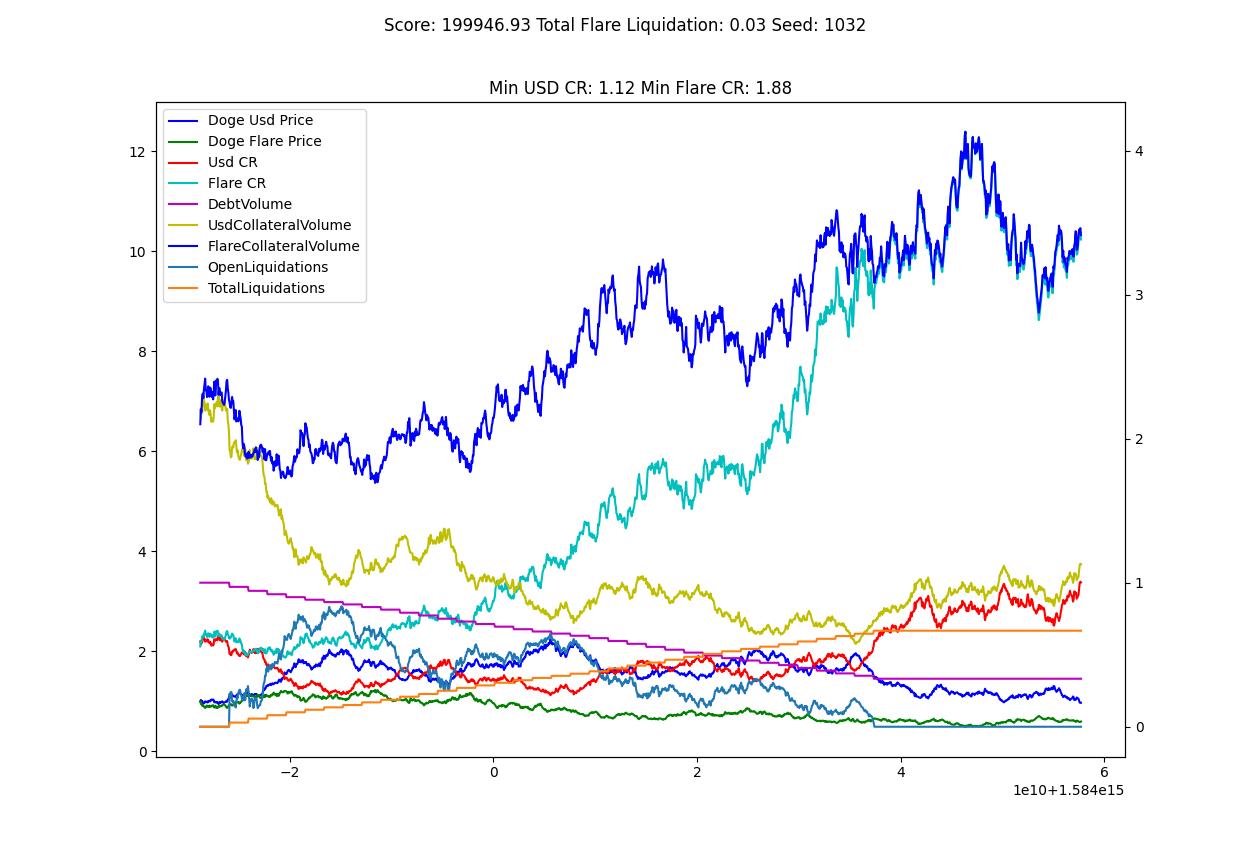 Score: 199946.93 Total Flare Liquidation: 0.03 Seed: 1032
Min USD CR: 1.12 Min Flare CR: 1.88
Doge Usd Price
Doge Flare Price
Usd CR
Flare CR
DebtVolume
UsdCollateralVolume
FlareCollateralVolume
OpenLiquidations
TotalLiquidations
12
10
8
6
4
2
0
4
3
2
1
0
−2
0
2
4
6
1e10+1.584e15